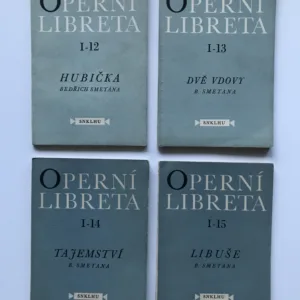 OPERNÍ
LIBRETA
I-12
HUBIČKA
BEDŘICH SMETANA
SNKLHU
OPERNÍ
LIBRETA
I-13
DVĚ VDOVY
B. SMETANA
SNKLHU
OPERNÍ
LIBRETA
I-14
TAJEMSTVÍ
B. SMETANA
SNKLHU
OPERNÍ
LIBRETA
I-15
LIBUŠE
B. SMETANA
SNKLHU